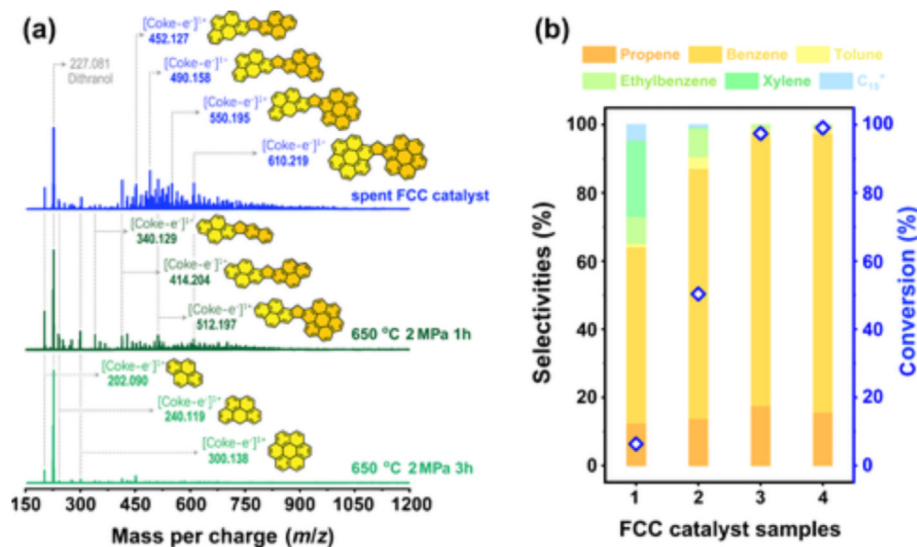 (a)
[Coke-e⁻]¹⁺
452.127
227.081
Dithranol
[Coke-e⁻]¹⁺
490.158
[Coke-e⁻]¹⁺
550.195
[Coke-e⁻]¹⁺
610.219
spent FCC catalyst
[Coke-e⁻]¹⁺
340.129
[Coke-e⁻]¹⁺
414.204
[Coke-e⁻]¹⁺
512.197
650 °C 2 MPa 1h
[Coke-e⁻]¹⁺
202.090
[Coke-e⁻]¹⁺
240.119
[Coke-e⁻]¹⁺
300.138
650 °C 2 MPa 3h
150 300 450 600 750 900 1050 1200
Mass per charge (m/z)
(b)
Propene Benzene Tolune
Ethylbenzene Xylene C₁₀⁺
100
80
60
40
20
0
Selectivities (%)
100
80
60
40
20
0
Conversion (%)
1 2 3 4
FCC catalyst samples